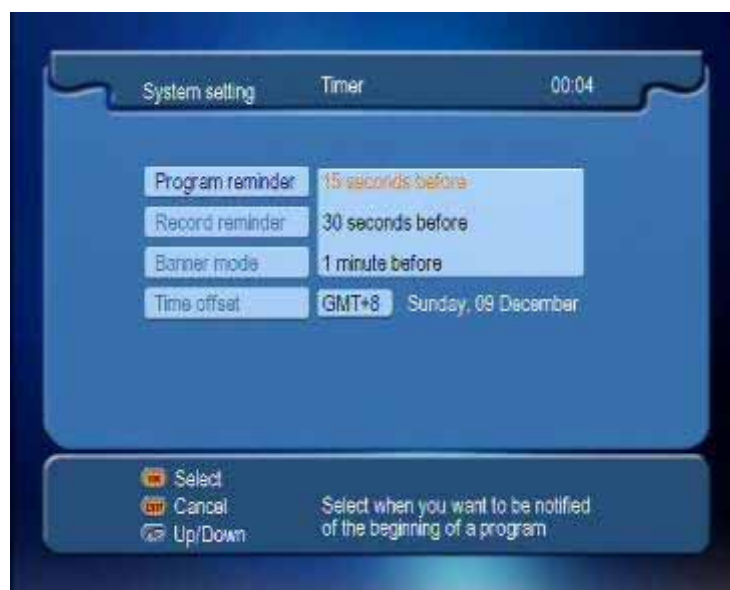 System setting Timer 00:04
Program reminder 15 seconds before
Record reminder 30 seconds before
Banner mode 1 minute before
Time offset GMT+8 Sunday, 09 December
Select
Cancel
Up/Down
Select when you want to be notified
of the beginning of a program